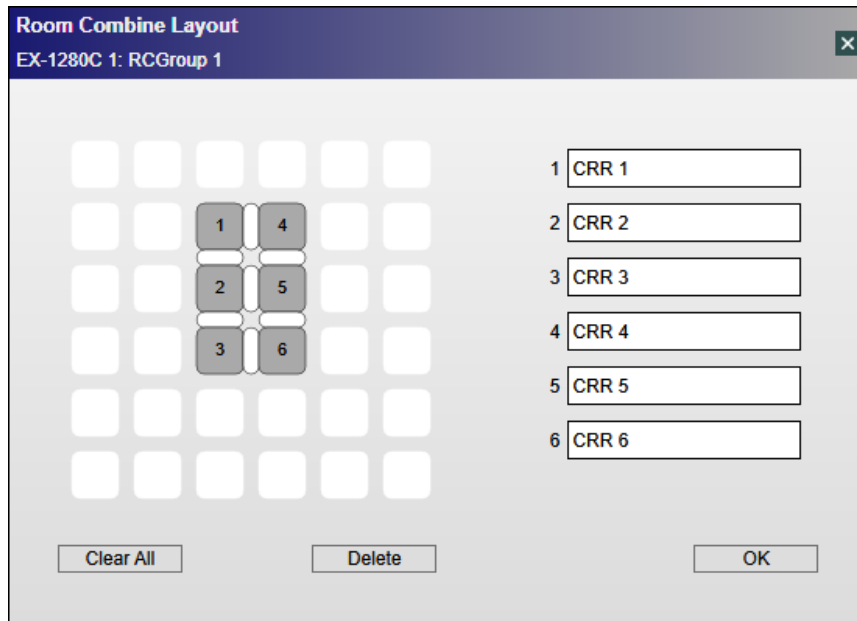 Room Combine Layout
EX-1280C 1: RCGroup 1
1 CRR 1
1 4
2 CRR 2
2 5
3 CRR 3
3 6
4 CRR 4
5 CRR 5
6 CRR 6
Clear All Delete OK